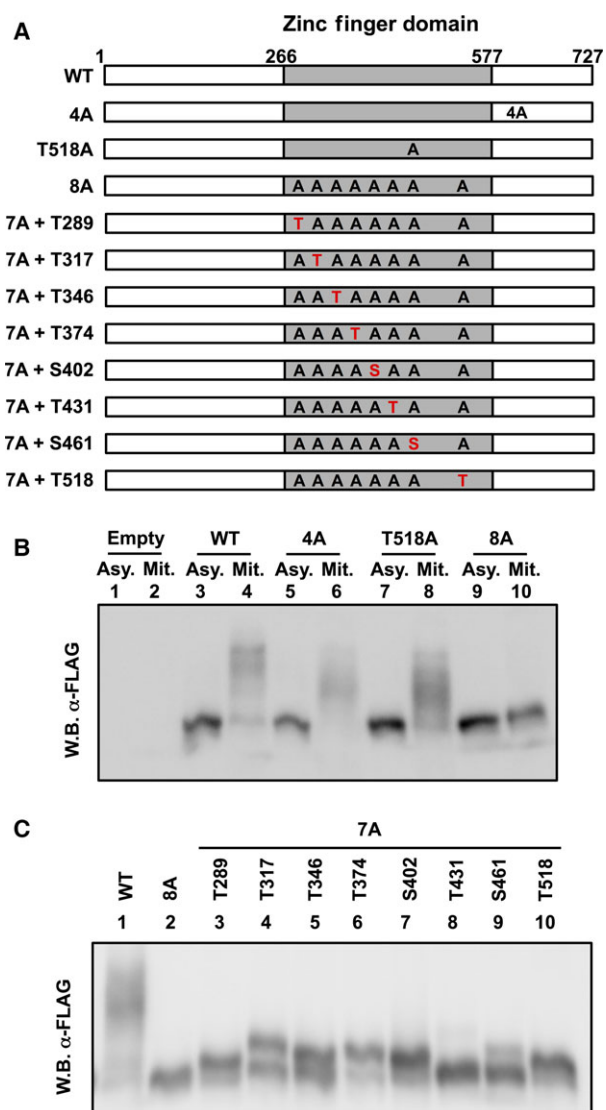 A
Zinc finger domain
1 266 577 727
WT
4A 4A
T518A A
8A A A A A A A A A
7A + T289 T A A A A A A A
7A + T317 A T A A A A A A
7A + T346 A A T A A A A A
7A + T374 A A A T A A A A
7A + S402 A A A A S A A A
7A + T431 A A A A A T A A
7A + S461 A A A A A A S A
7A + T518 A A A A A A A T
B
Empty WT 4A T518A 8A
Asy. Mit. Asy. Mit. Asy. Mit. Asy. Mit. Asy. Mit.
1 2 3 4 5 6 7 8 9 10
W.B. α-FLAG
C
7A
WT 8A T289 T317 T346 T374 S402 T431 S461 T518
1 2 3 4 5 6 7 8 9 10
W.B. α-FLAG